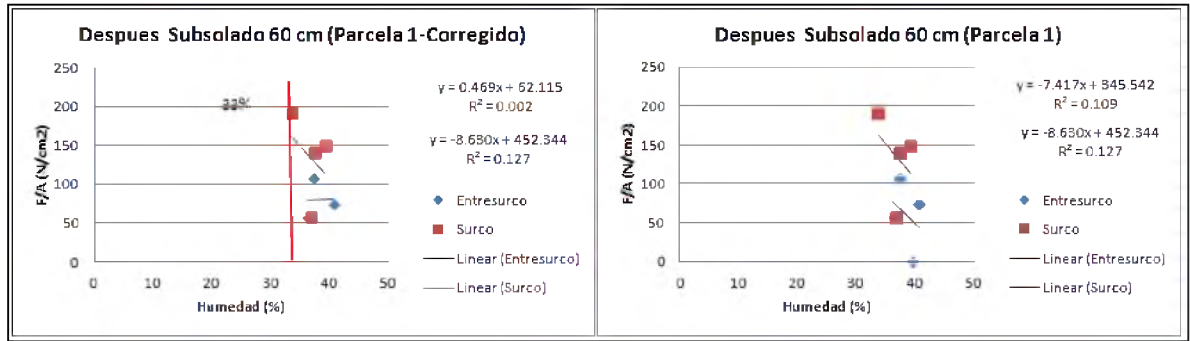 Despues Subsolado 60 cm (Parcela 1-Corregido)
250
200
150
100
50
0
F/A (N/cm2)
33%
y = 0.469x + 62.115
R² = 0.002
y = -8.630x + 452.344
R² = 0.127
Entresurco
Surco
Linear (Entresurco)
Linear (Surco)
0 10 20 30 40 50
Humedad (%)
Despues Subsolado 60 cm (Parcela 1)
250
200
150
100
50
0
F/A (N/cm2)
y = -7.417x + 345.542
R² = 0.109
y = -8.630x + 452.344
R² = 0.127
Entresurco
Surco
Linear (Entresurco)
Linear (Surco)
0 10 20 30 40 50
Humedad (%)